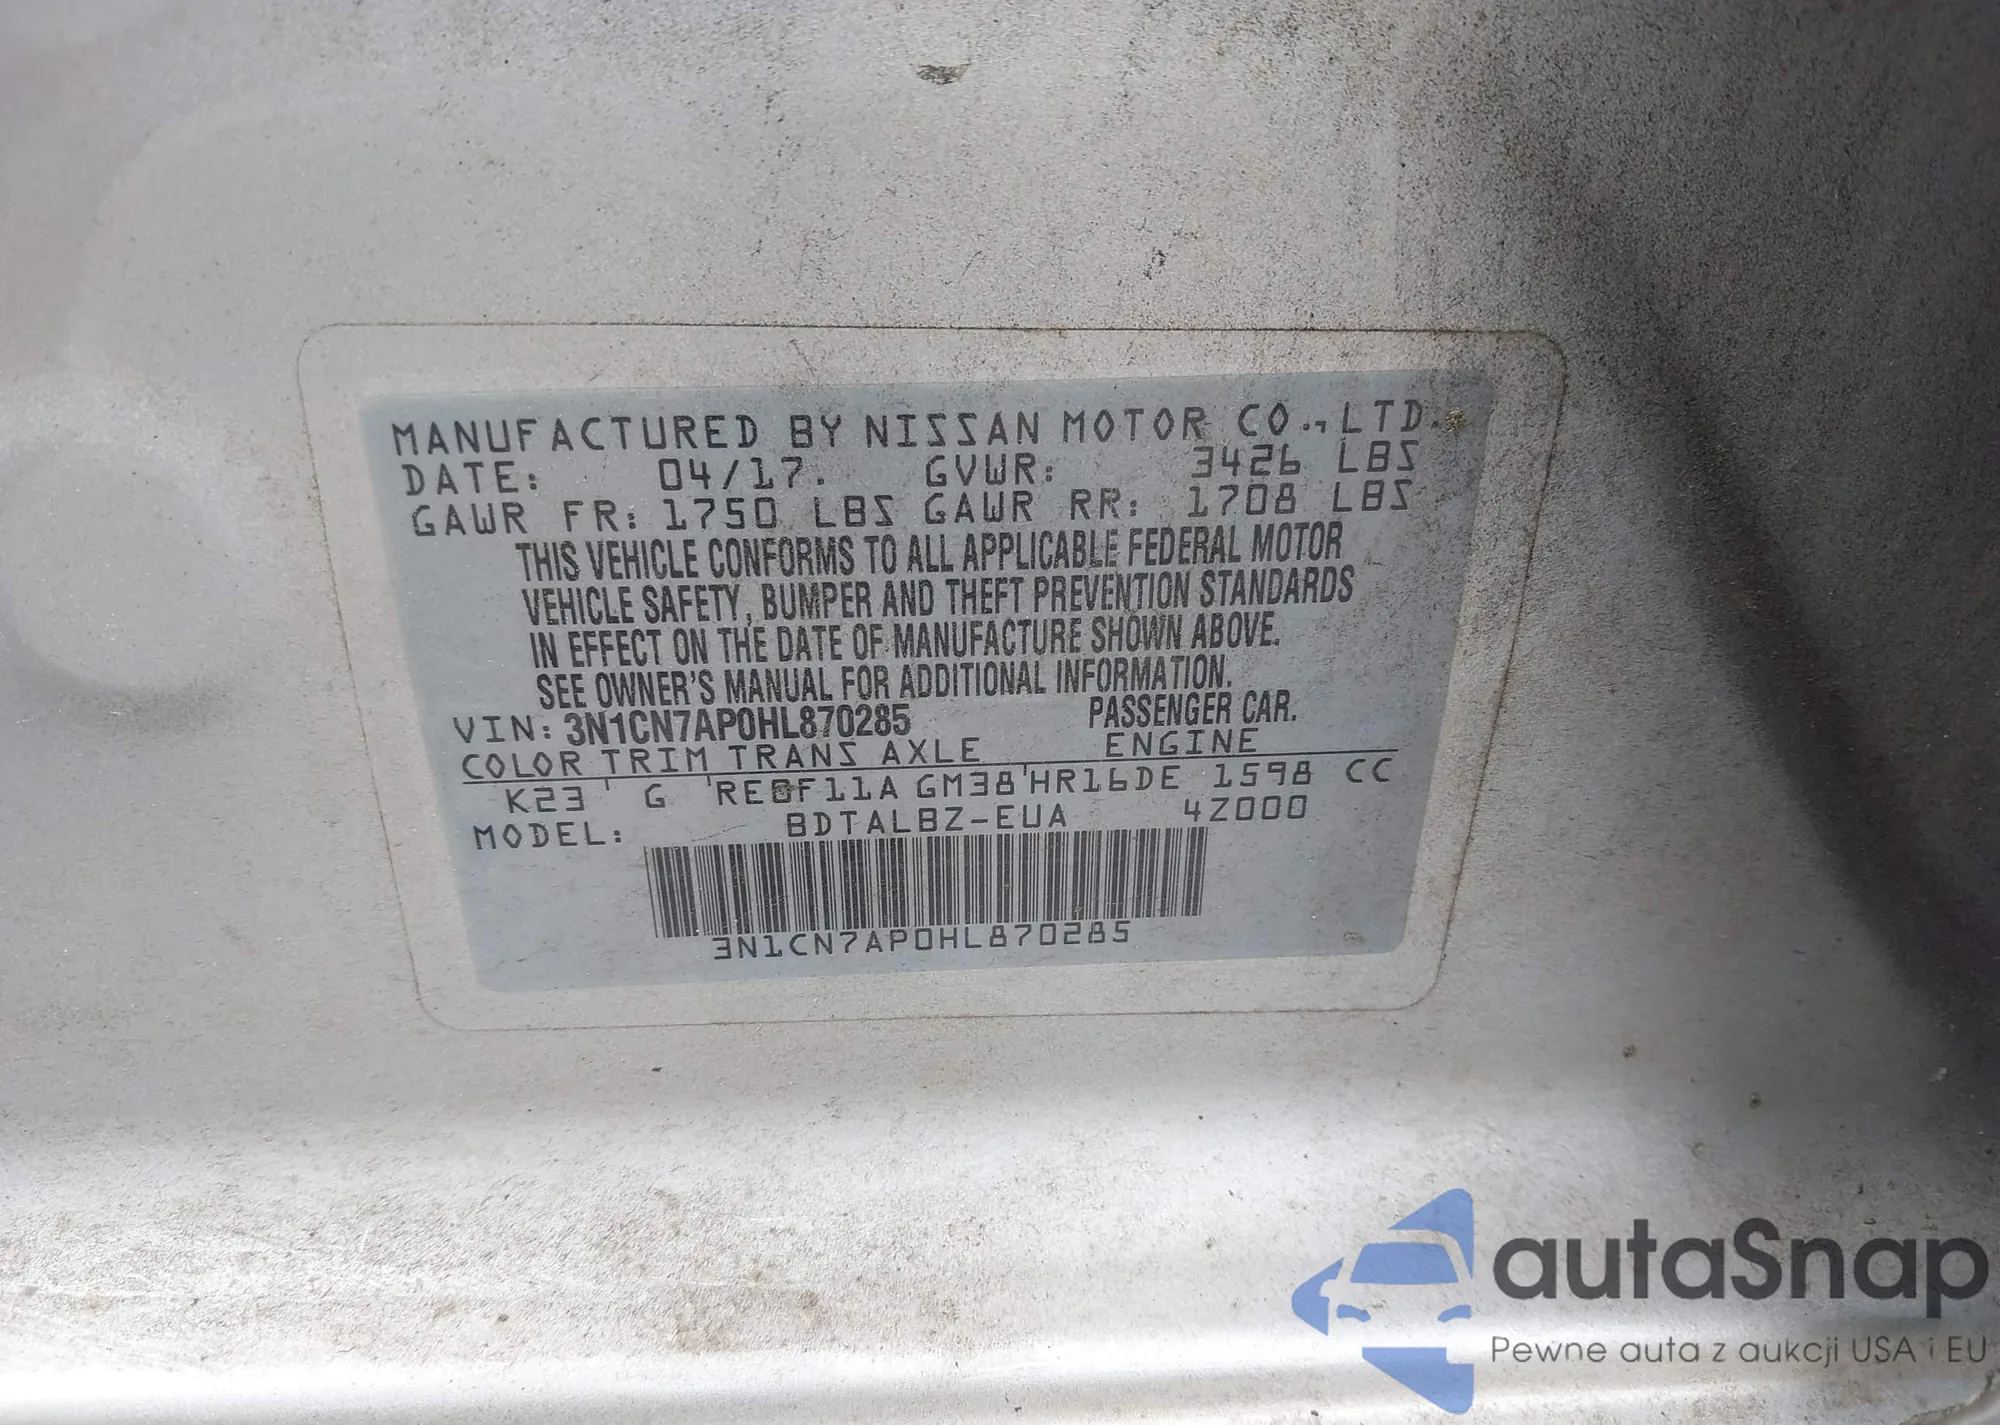 MANUFACTURED BY NISSAN MOTOR CO., LTD.
DATE: 04/17. GVWR: 3426 LBS
GAWR FR: 1750 LBS GAWR RR: 1708 LBS
THIS VEHICLE CONFORMS TO ALL APPLICABLE FEDERAL MOTOR
VEHICLE SAFETY, BUMPER AND THEFT PREVENTION STANDARDS
IN EFFECT ON THE DATE OF MANUFACTURE SHOWN ABOVE.
SEE OWNER'S MANUAL FOR ADDITIONAL INFORMATION.
VIN: 3N1CN7AP0HL870285 PASSENGER CAR.
COLOR TRIM TRANS AXLE ENGINE
K23 G RE0F11A GM38 HR16DE 1598 CC
MODEL: BDTALBZ-EUA 4Z000
3N1CN7AP0HL870285
autaSnap
Pewne auta z aukcji USA i EU